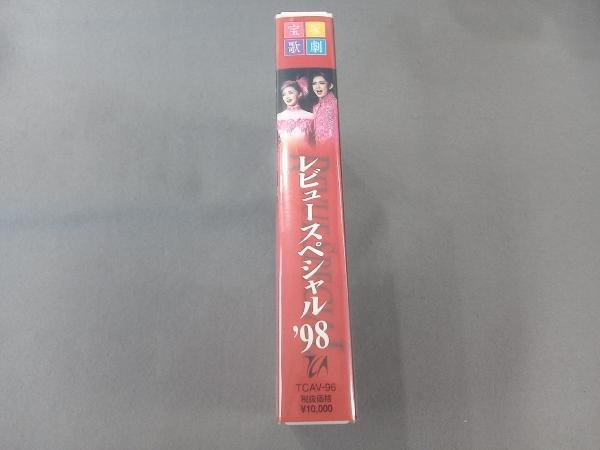 宝塚
歌劇
レビュースペシャル'98
TCAV-96
税抜価格
¥10,000